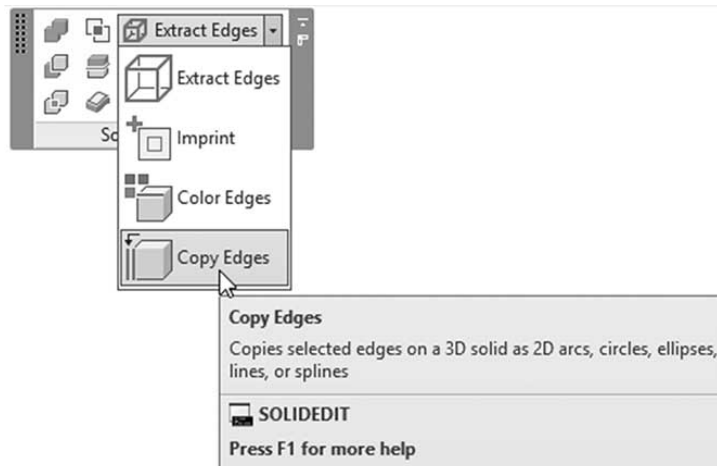 Extract Edges
Extract Edges
Imprint
Color Edges
Copy Edges
Copy Edges
Copies selected edges on a 3D solid as 2D arcs, circles, ellipses,
lines, or splines
SOLIDEDIT
Press F1 for more help